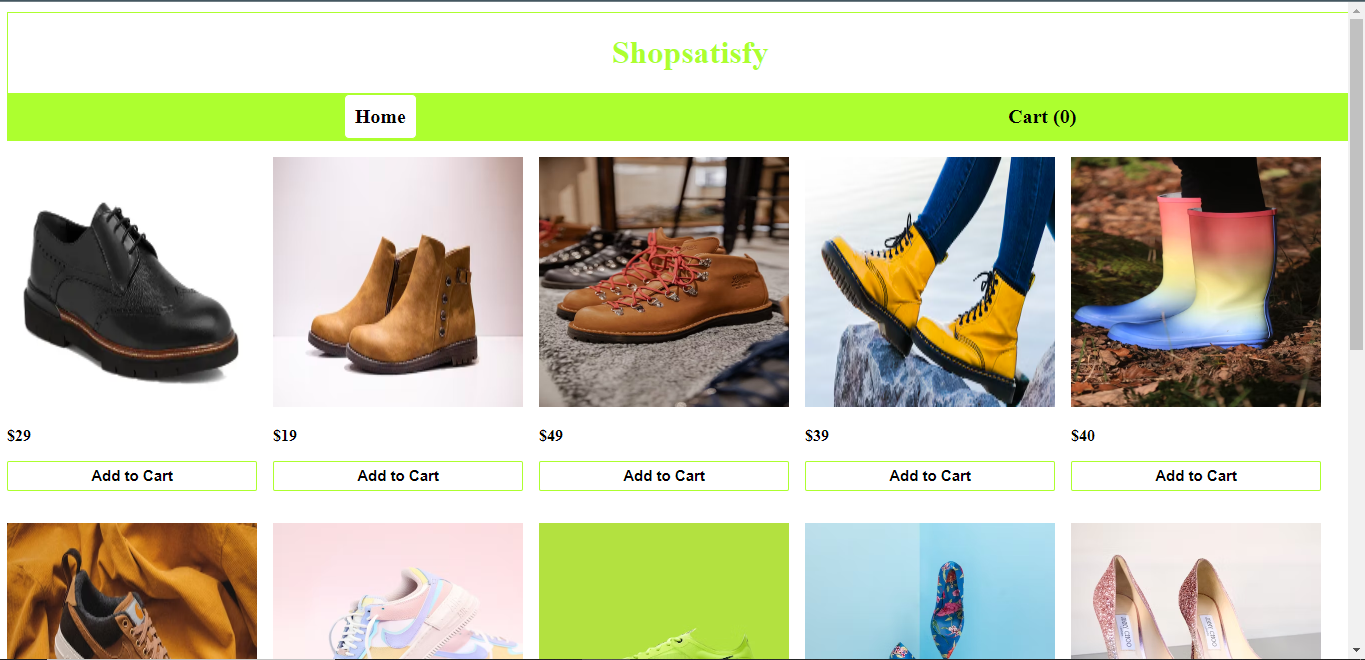 Shopsatisfy
Home Cart (0)
$29 $19 $49 $39 $40
Add to Cart Add to Cart Add to Cart Add to Cart Add to Cart